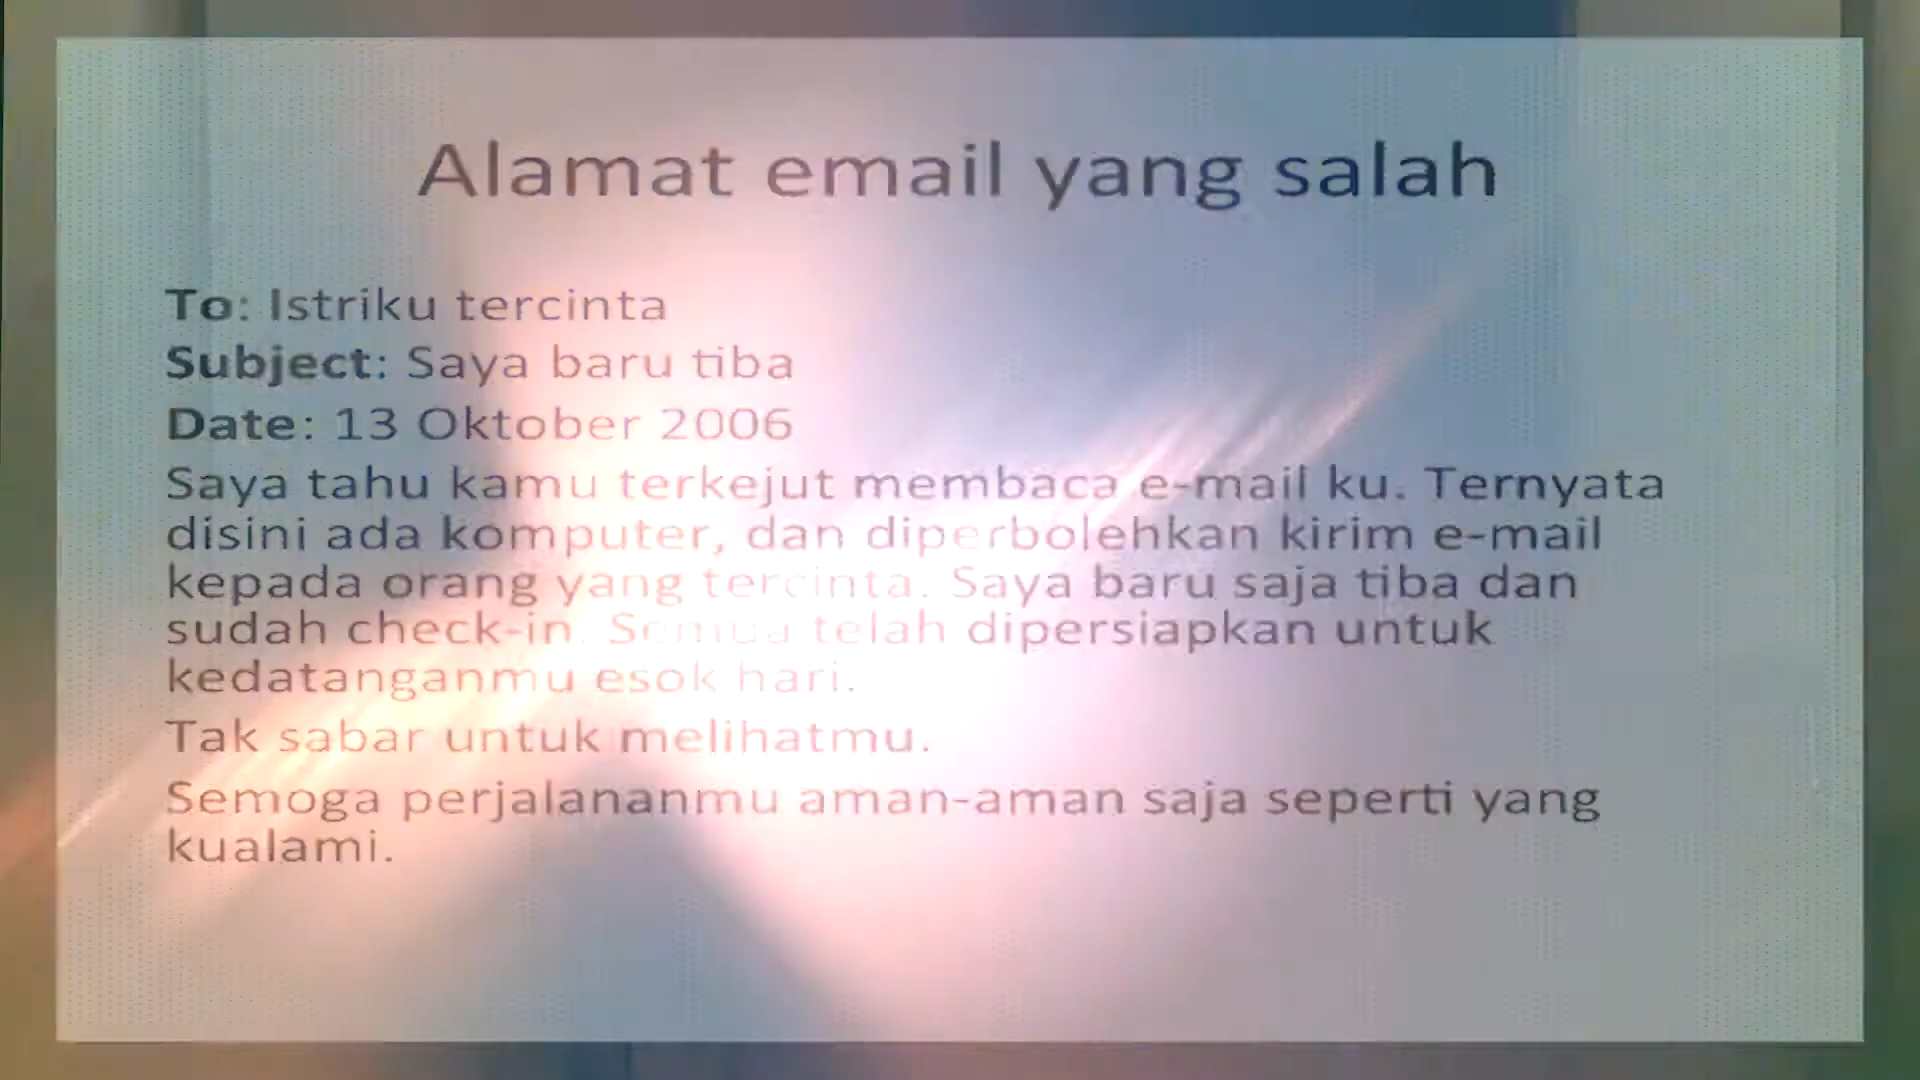 Alamat email yang salah
To: Istriku tercinta
Subject: Saya baru tiba
Date: 13 Oktober 2006
Saya tahu kamu terkejut membaca e-mail ku. Ternyata
disini ada komputer, dan diperbolehkan kirim e-mail
kepada orang yang tercinta. Saya baru saja tiba dan
sudah check-in. Semua telah dipersiapkan untuk
kedatanganmu esok hari.
Tak sabar untuk melihatmu.
Semoga perjalananmu aman-aman saja seperti yang
kualami.